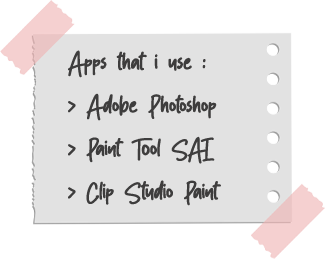 Apps that i use :
> Adobe Photoshop
> Paint Tool SAI
> Clip Studio Paint